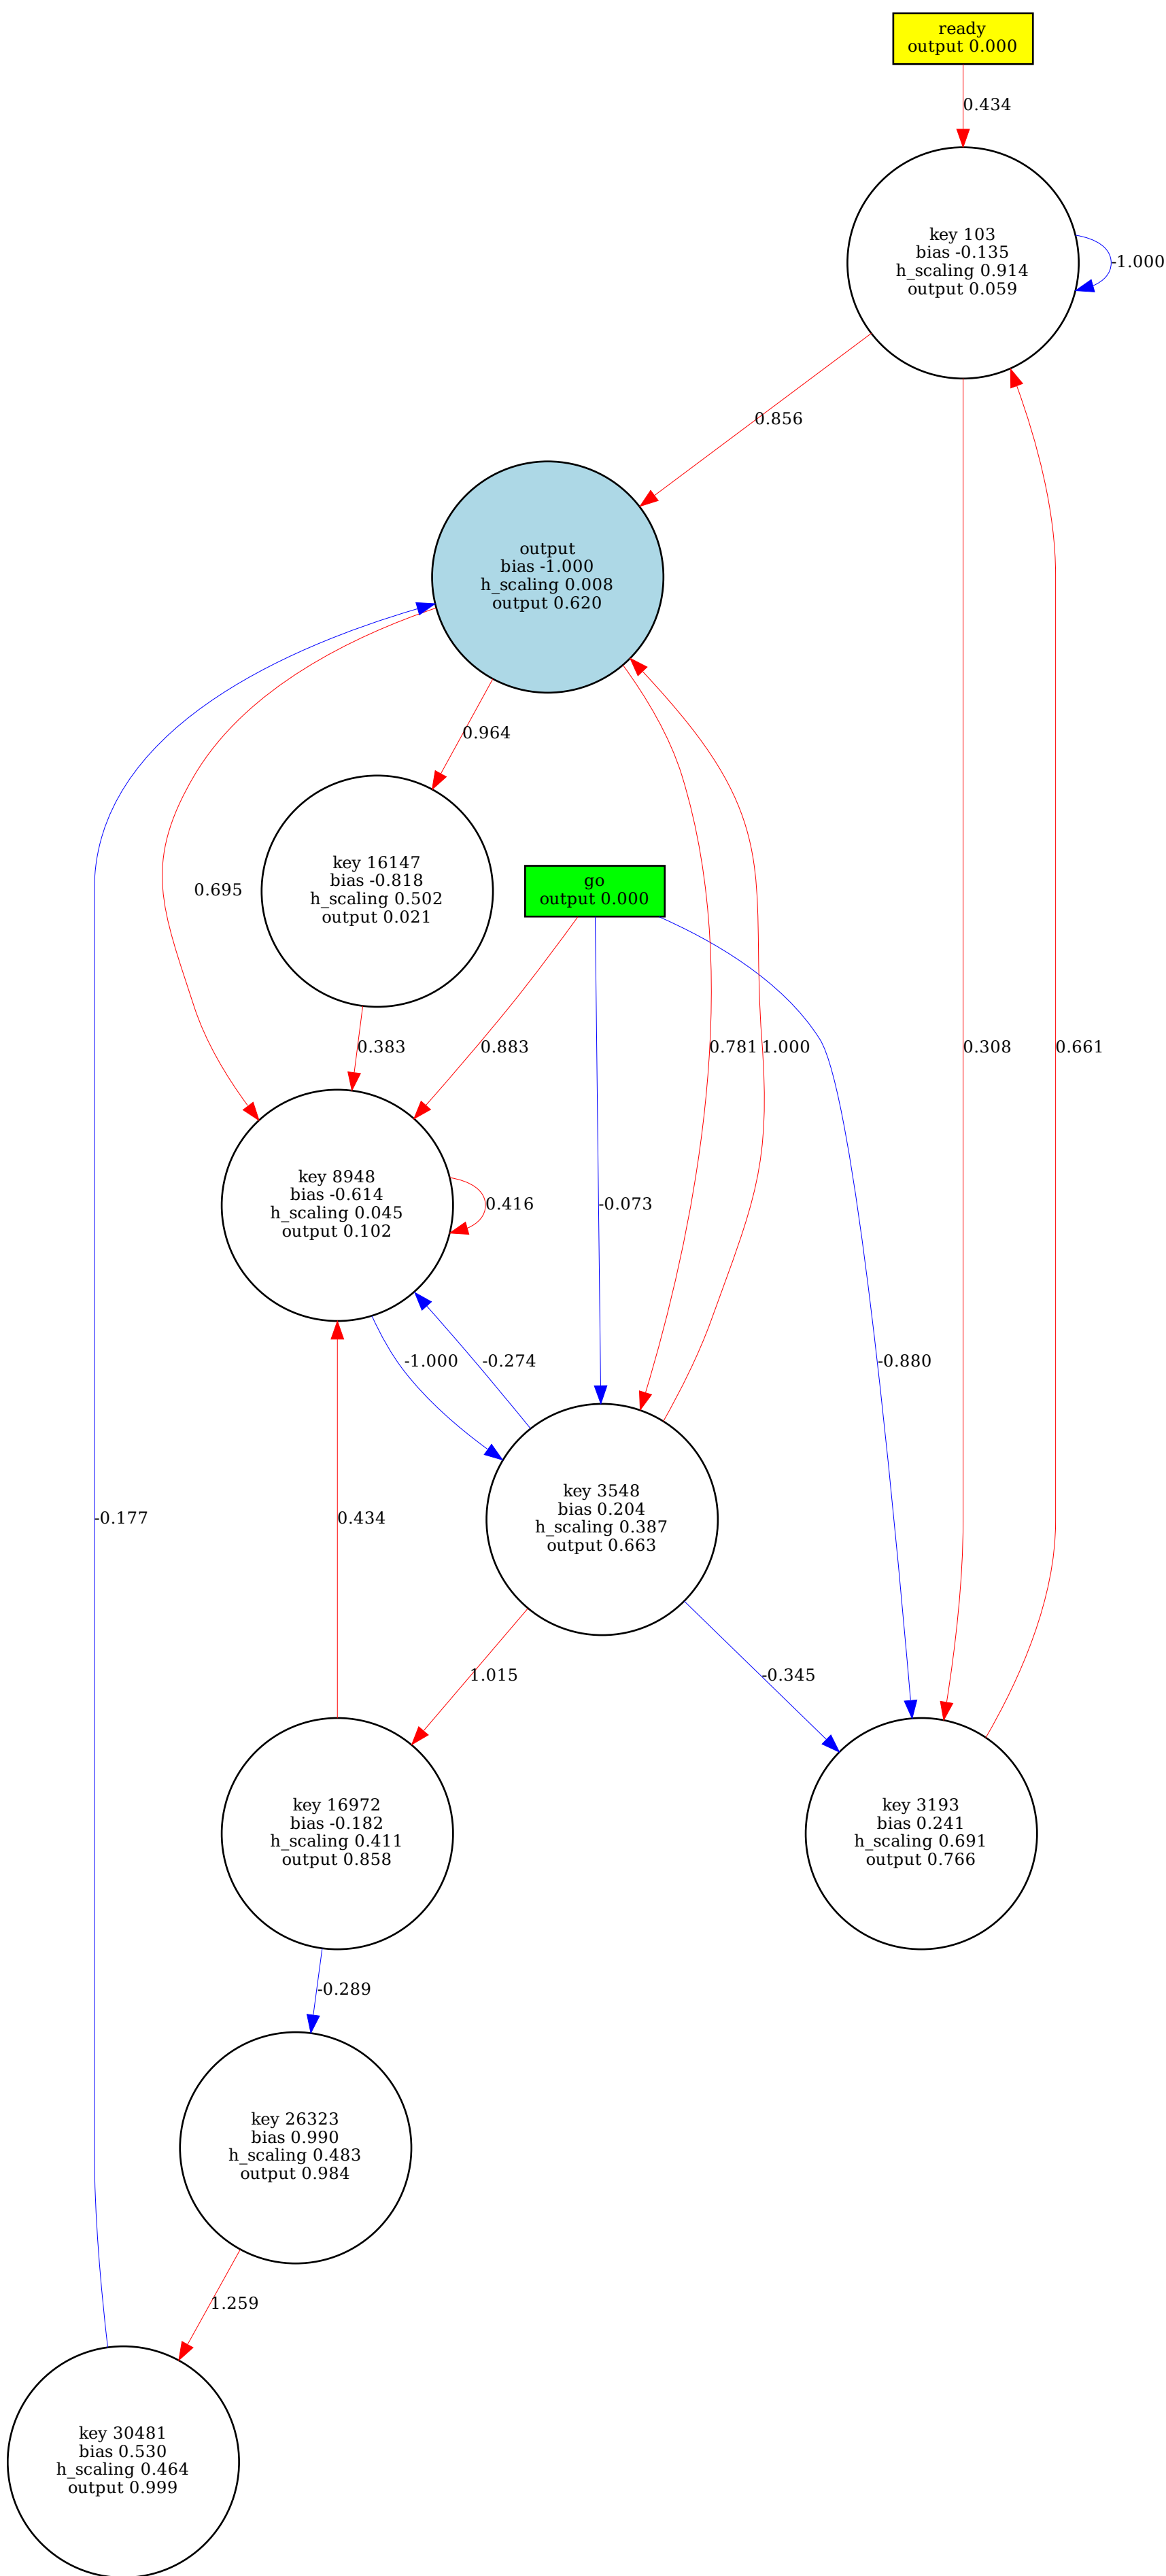 ready
output 0.000
0.434
key 103
bias -0.135
h_scaling 0.914
output 0.059
-1.000
0.856
output
bias -1.000
h_scaling 0.008
output 0.620
0.964
key 16147
bias -0.818
h_scaling 0.502
output 0.021
go
output 0.000
0.695
0.383
0.883
0.781
1.000
0.308
0.661
key 8948
bias -0.614
h_scaling 0.045
output 0.102
0.416
-0.073
-1.000
-0.274
-0.880
key 3548
bias 0.204
h_scaling 0.387
output 0.663
-0.177
0.434
1.015
-0.345
key 16972
bias -0.182
h_scaling 0.411
output 0.858
key 3193
bias 0.241
h_scaling 0.691
output 0.766
-0.289
key 26323
bias 0.990
h_scaling 0.483
output 0.984
1.259
key 30481
bias 0.530
h_scaling 0.464
output 0.999